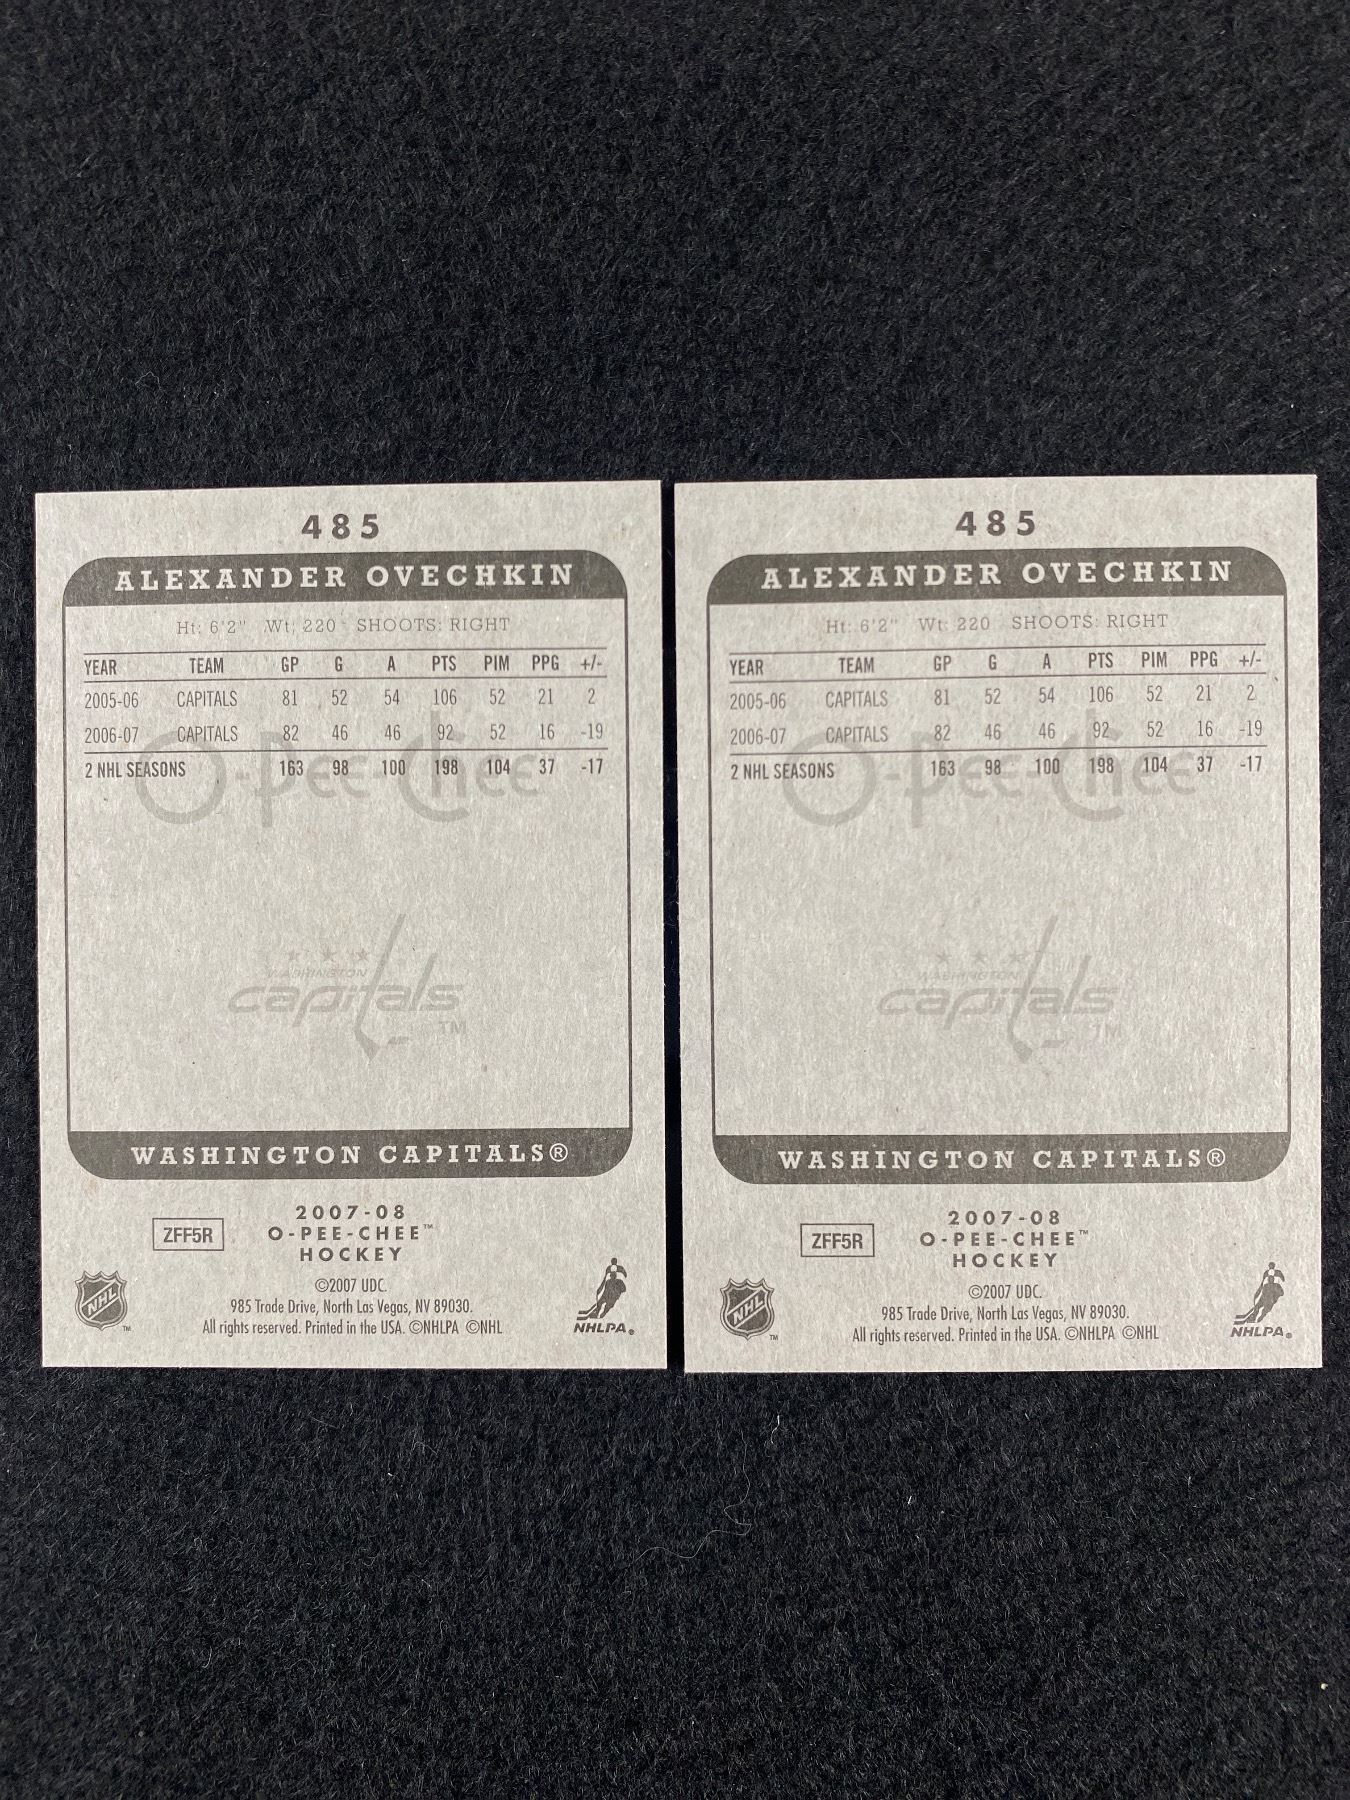 485
ALEXANDER OVECHKIN
Ht: 6'2" Wt: 220 SHOOTS: RIGHT
YEAR TEAM GP G A PTS PIM PPG +/-
2005-06 CAPITALS 81 52 54 106 52 21 2
2006-07 CAPITALS 82 46 46 92 52 16 -19
2 NHL SEASONS 163 98 100 198 104 37 -17
O-Pee-Chee
WASHINGTON
capitals
TM
WASHINGTON CAPITALS®
ZFF5R
2007-08
O-PEE-CHEE™
HOCKEY
©2007 UDC.
985 Trade Drive, North Las Vegas, NV 89030.
All rights reserved. Printed in the USA. ©NHLPA ©NHL
NHL
TM
NHLPA®
485
ALEXANDER OVECHKIN
Ht: 6'2" Wt: 220 SHOOTS: RIGHT
YEAR TEAM GP G A PTS PIM PPG +/-
2005-06 CAPITALS 81 52 54 106 52 21 2
2006-07 CAPITALS 82 46 46 92 52 16 -19
2 NHL SEASONS 163 98 100 198 104 37 -17
O-Pee-Chee
WASHINGTON
capitals
TM
WASHINGTON CAPITALS®
ZFF5R
2007-08
O-PEE-CHEE™
HOCKEY
©2007 UDC.
985 Trade Drive, North Las Vegas, NV 89030.
All rights reserved. Printed in the USA. ©NHLPA ©NHL
NHL
TM
NHLPA®